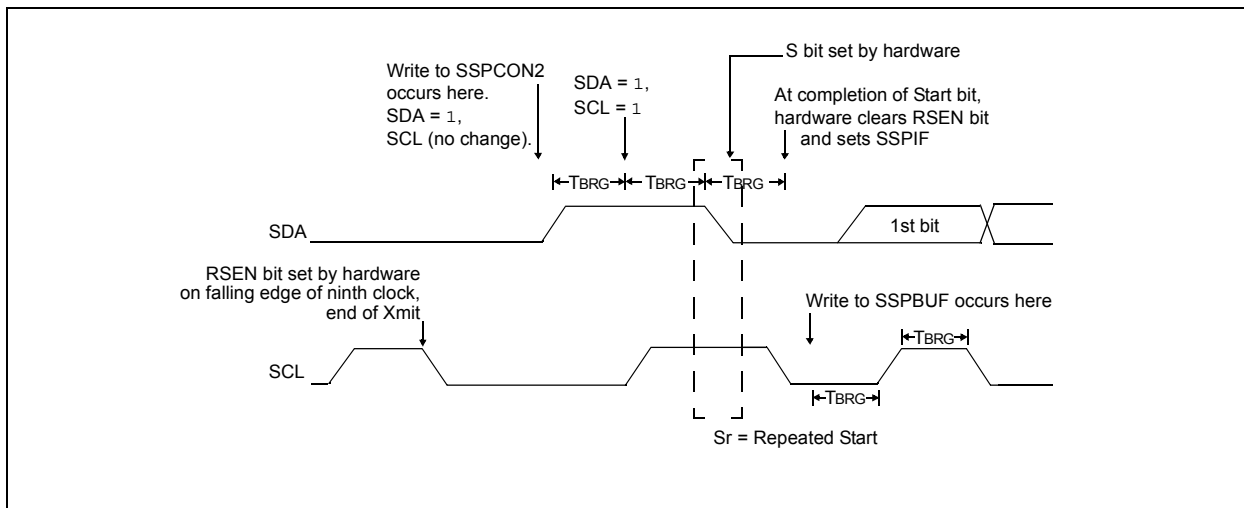 S bit set by hardware
Write to SSPCON2
occurs here.
SDA = 1,
SCL (no change).
SDA = 1,
SCL = 1
At completion of Start bit,
hardware clears RSEN bit
and sets SSPIF
TBRG
TBRG
TBRG
SDA
1st bit
RSEN bit set by hardware
on falling edge of ninth clock,
end of Xmit
Write to SSPBUF occurs here
TBRG
SCL
TBRG
Sr = Repeated Start